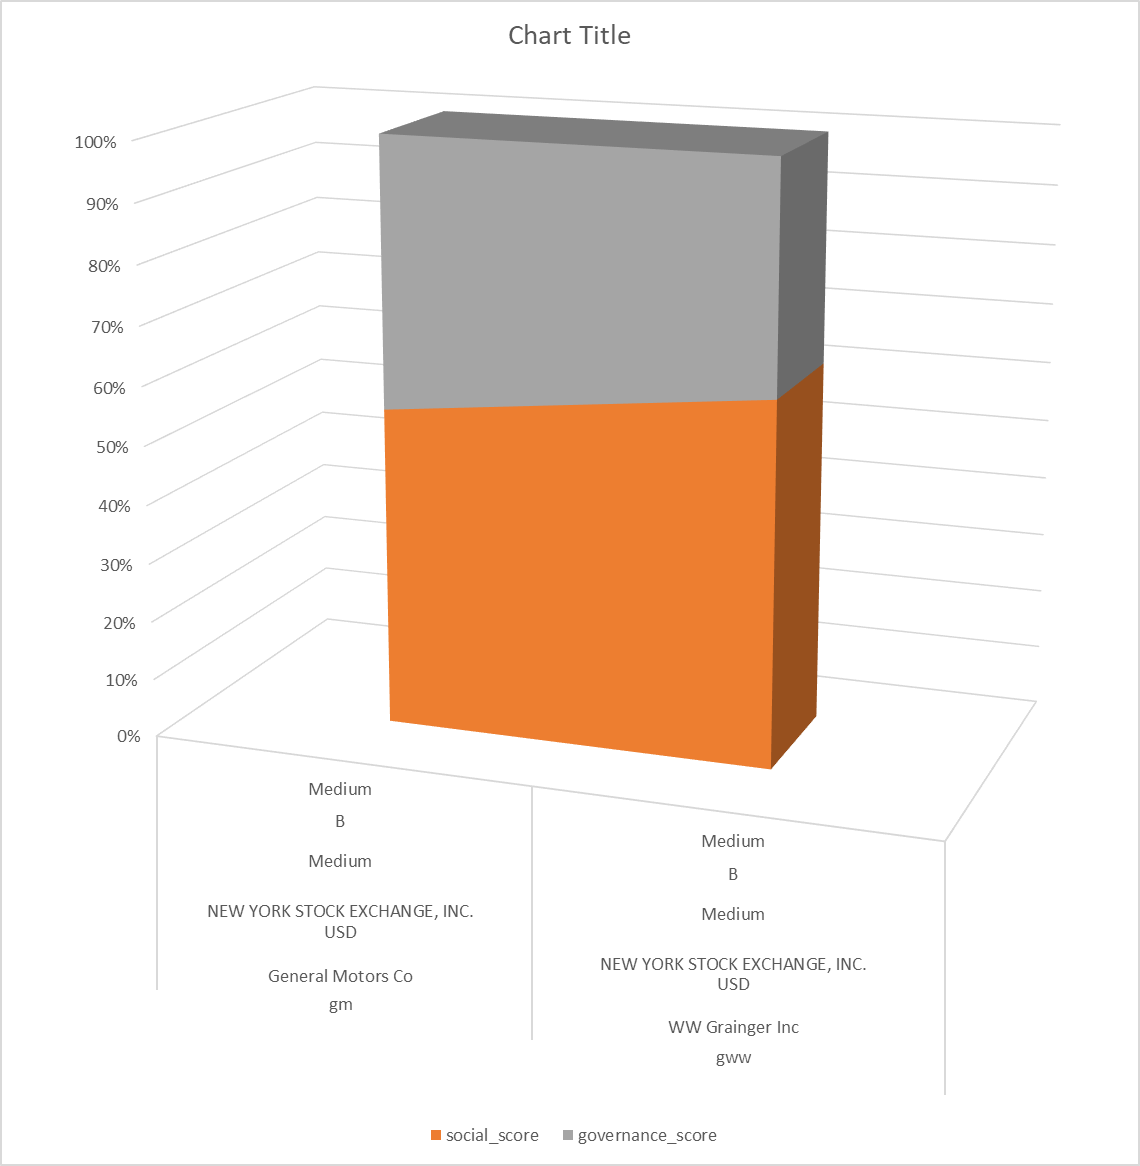 Chart Title
100%
90%
80%
70%
60%
50%
40%
30%
20%
10%
0%
Medium
B
Medium
NEW YORK STOCK EXCHANGE, INC.
USD
General Motors Co
gm
Medium
B
Medium
NEW YORK STOCK EXCHANGE, INC.
USD
WW Grainger Inc
gww
social_score
governance_score